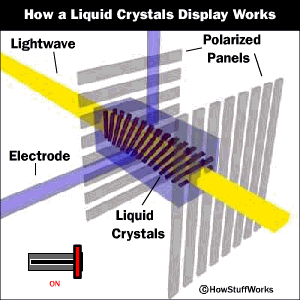 How a Liquid Crystals Display Works
Lightwave
Polarized
Panels
Electrode
Liquid
Crystals
ON
©HowStuffWorks